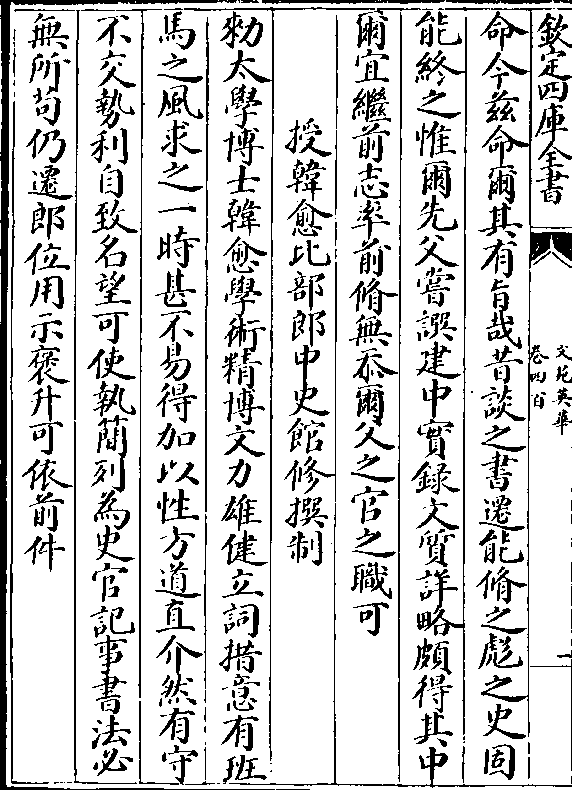 欽定四庫全書
文苑英華
卷四百
一
命今兹命爾其有旨哉昔談之書遷能脩之彪之史固
能終之惟爾先父嘗譔建中實録文質詳略頗得其中
爾宜繼前志率前脩無忝爾父之官之職可
授韓愈比部郎中史館修撰制
勑太學博士韓愈學術精博文力雄健立詞措意有班
馬之風求之一時甚不易得加以性方道直介然有守
不交勢利自致名望可使執簡列為史官記事書法必
無所苟仍遷郎位用示褒升可依前件